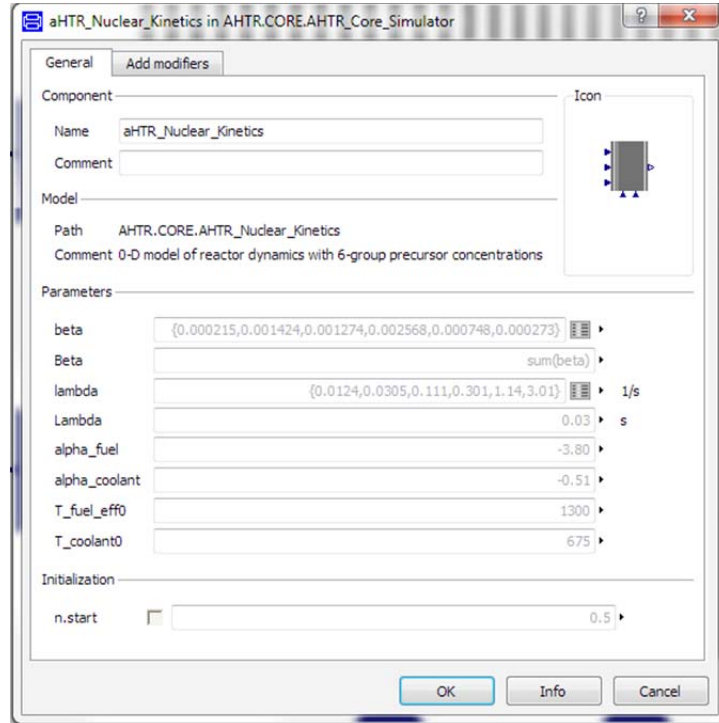 aHTR_Nuclear_Kinetics in AHTR.CORE.AHTR_Core_Simulator
?
x
General
Add modifiers
Component
Icon
Name aHTR_Nuclear_Kinetics
Comment
Model
Path AHTR.CORE.AHTR_Nuclear_Kinetics
Comment 0-D model of reactor dynamics with 6-group precursor concentrations
Parameters
beta {0.000215,0.001424,0.001274,0.002568,0.000748,0.000273}
Beta sum(beta)
lambda {0.0124,0.0305,0.111,0.301,1.14,3.01} 1/s
Lambda 0.03 s
alpha_fuel -3.80
alpha_coolant -0.51
T_fuel_eff0 1300
T_coolant0 675
Initialization
n.start 0.5
OK Info Cancel